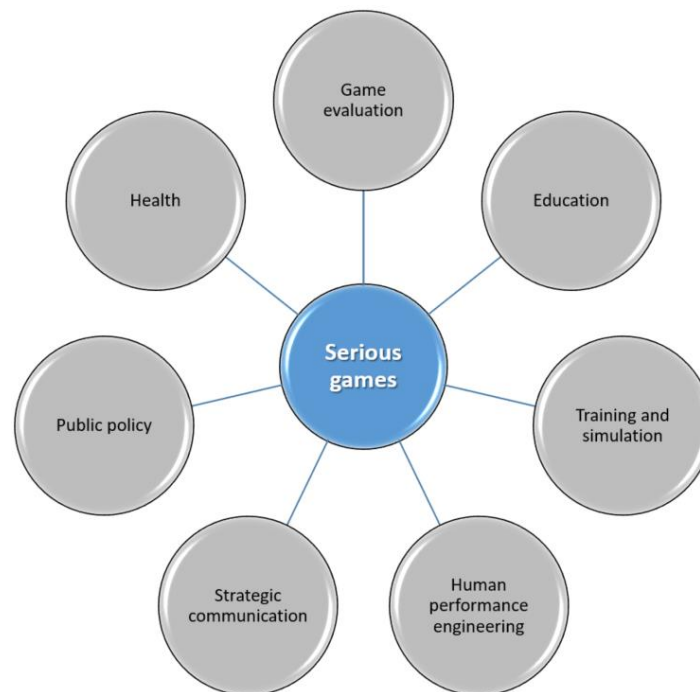 Game
evaluation
Health
Education
Serious
games
Public policy
Training and
simulation
Strategic
communication
Human
performance
engineering